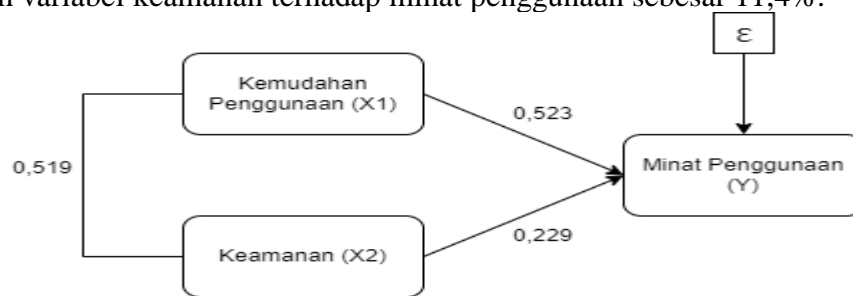 variabel keamanan terhadap minat penggunaan sebesar 11,4%.
ε
Kemudahan
Penggunaan (X1)
0,523
0,519
Minat Penggunaan
(Y)
Keamanan (X2)
0,229